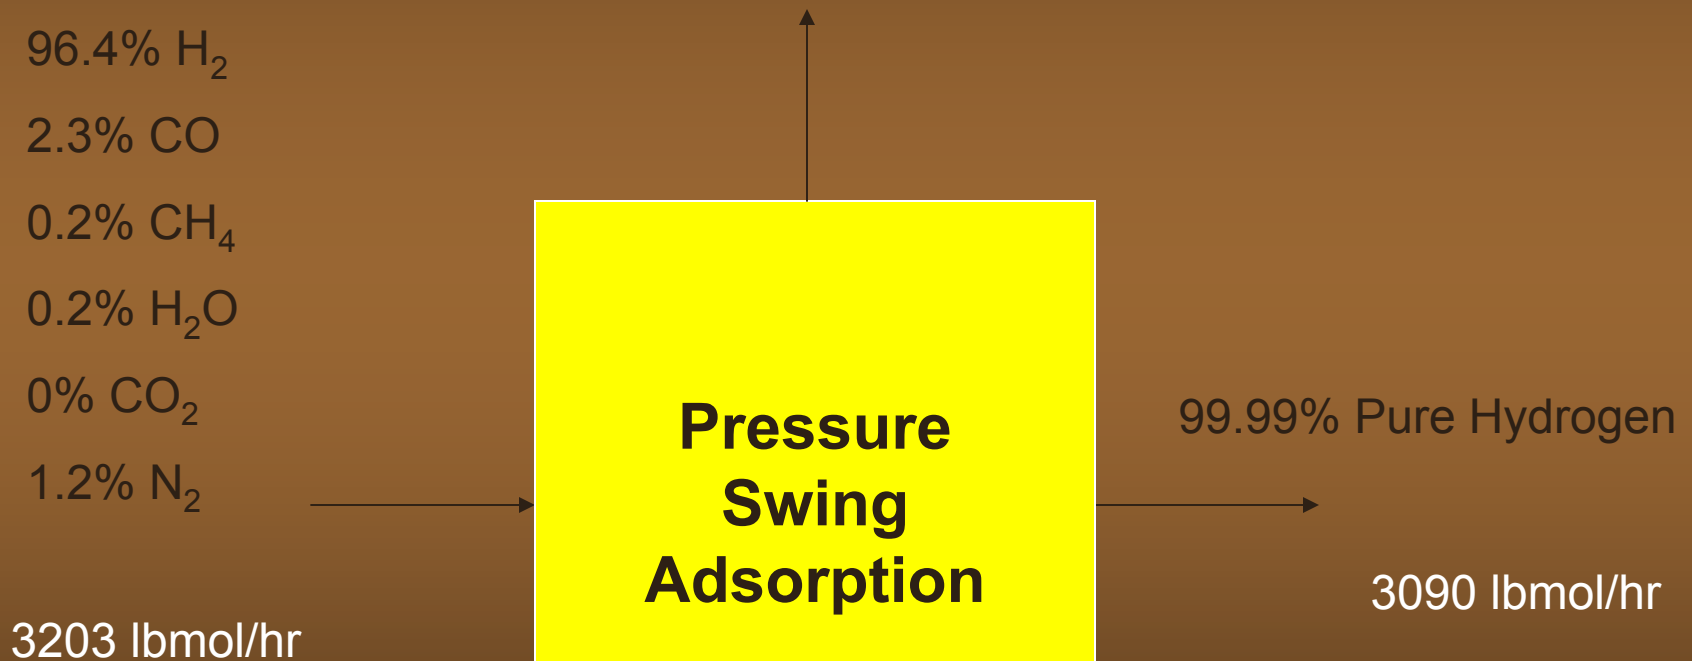 96.4% H₂
2.3% CO
0.2% CH₄
0.2% H₂O
0% CO₂
1.2% N₂
3203 lbmol/hr
Pressure
Swing
Adsorption
99.99% Pure Hydrogen
3090 lbmol/hr